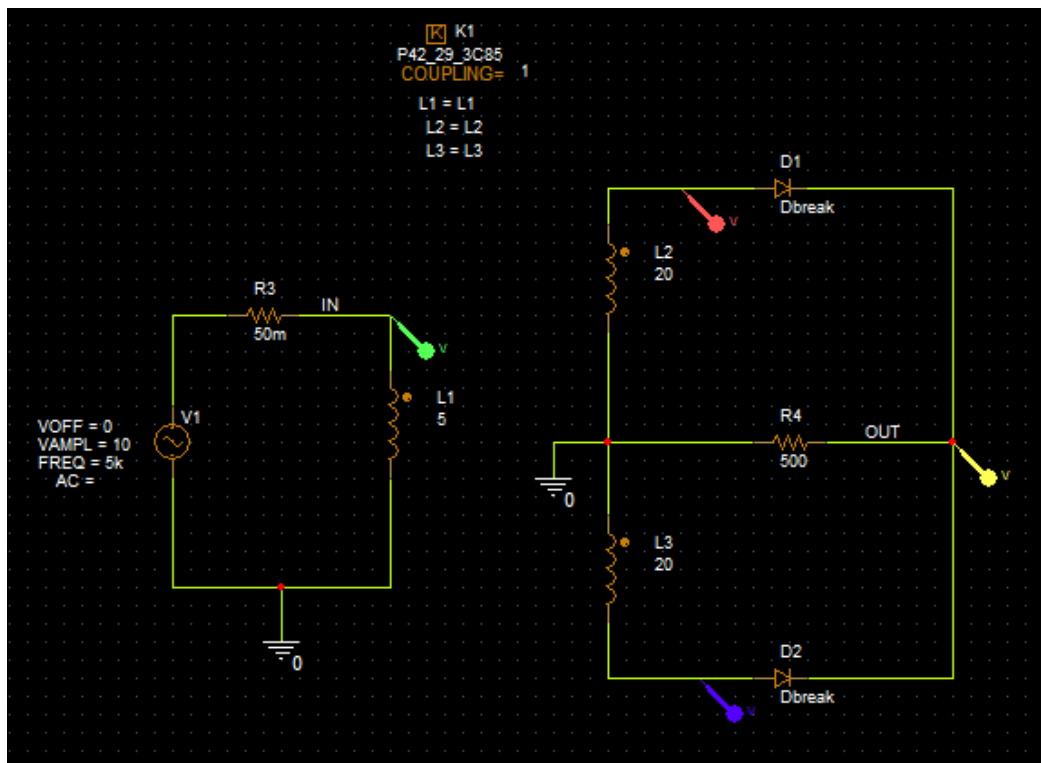 K K1
P42_29_3C85
COUPLING= 1
L1 = L1
L2 = L2
L3 = L3
D1
Dbreak
V
L2
20
R3
IN
50m
V
L1
5
V1
VOFF = 0
VAMPL = 10
FREQ = 5k
AC =
R4
OUT
500
V
0
L3
20
0
D2
Dbreak
V